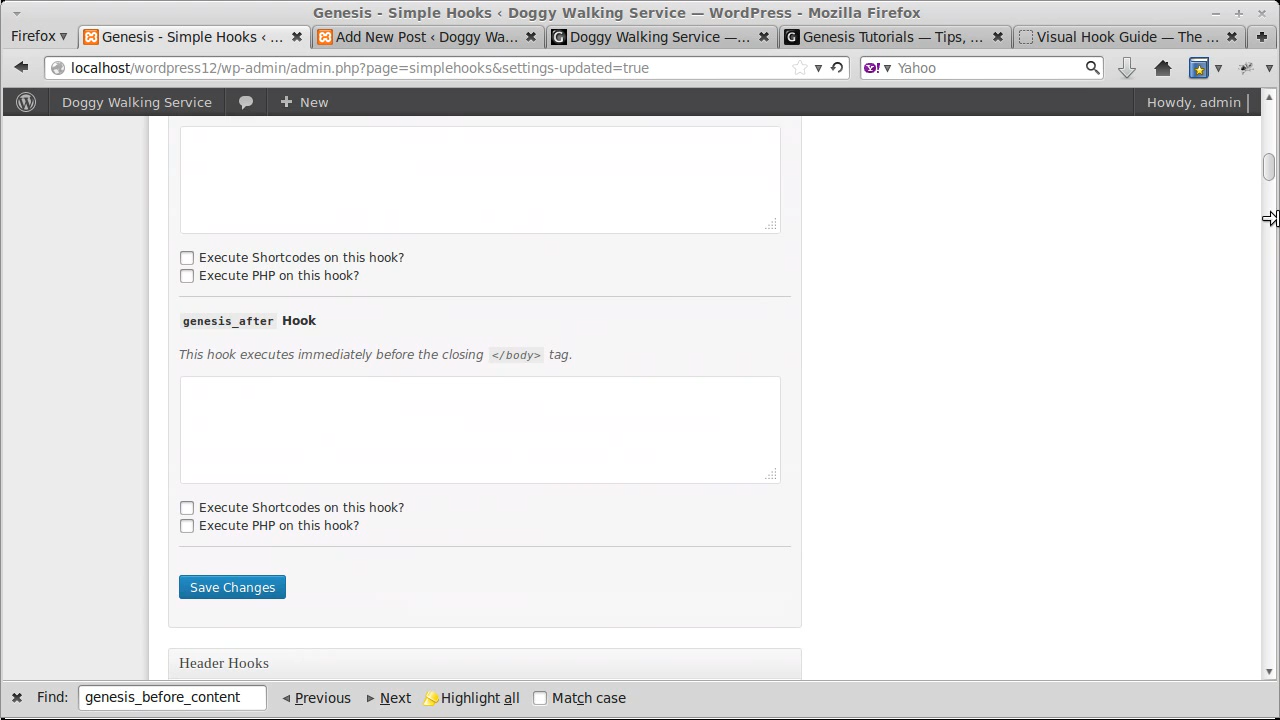 Genesis - Simple Hooks ‹ Doggy Walking Service — WordPress - Mozilla Firefox
Firefox
Genesis - Simple Hooks ‹ ...
Add New Post ‹ Doggy Wa...
Doggy Walking Service —...
Genesis Tutorials — Tips, ...
Visual Hook Guide — The ...
localhost/wordpress12/wp-admin/admin.php?page=simplehooks&settings-updated=true
Yahoo
Doggy Walking Service
New
Howdy, admin
Execute Shortcodes on this hook?
Execute PHP on this hook?
genesis_after Hook
This hook executes immediately before the closing </body> tag.
Execute Shortcodes on this hook?
Execute PHP on this hook?
Save Changes
Header Hooks
Find: genesis_before_content Previous Next Highlight all Match case